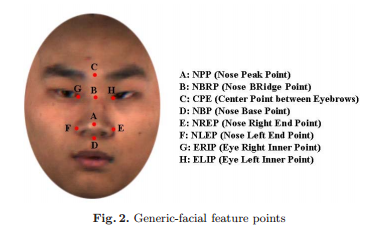 C
G B H
A
F E
D
A: NPP (Nose Peak Point)
B: NBRP (Nose BRidge Point)
C: CPE (Center Point between Eyebrows)
D: NBP (Nose Base Point)
E: NREP (Nose Right End Point)
F: NLEP (Nose Left End Point)
G: ERIP (Eye Right Inner Point)
H: ELIP (Eye Left Inner Point)
Fig. 2. Generic-facial feature points